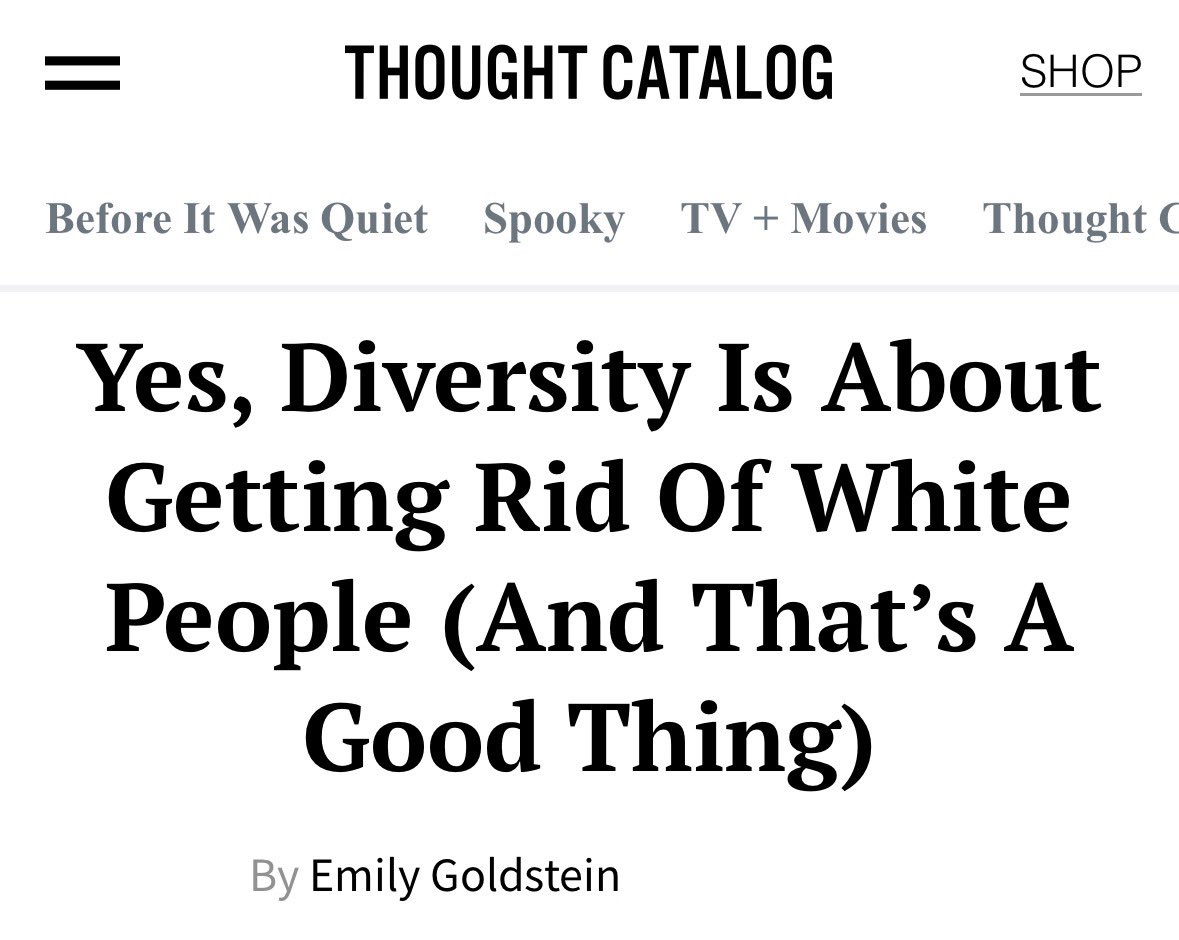 THOUGHT CATALOG
SHOP
Before It Was Quiet Spooky TV + Movies Thought
Yes, Diversity Is About
Getting Rid Of White
People (And That’s A
Good Thing)
By Emily Goldstein